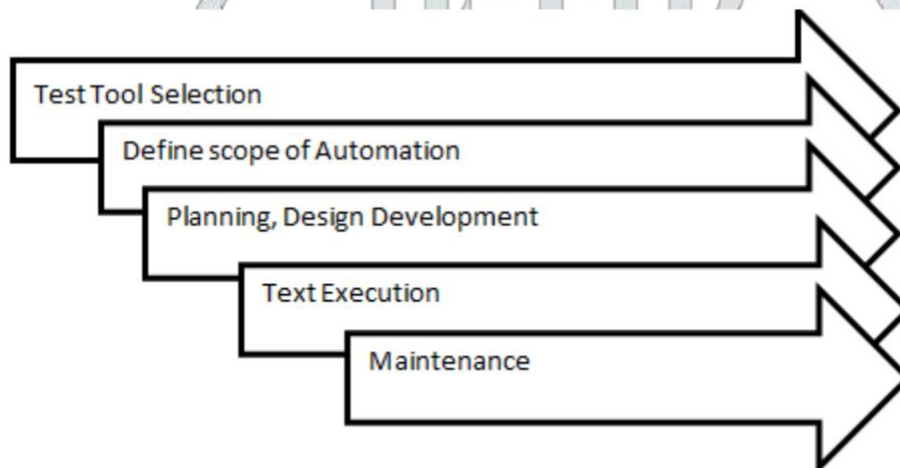 Test Tool Selection
Define scope of Automation
Planning, Design Development
Text Execution
Maintenance